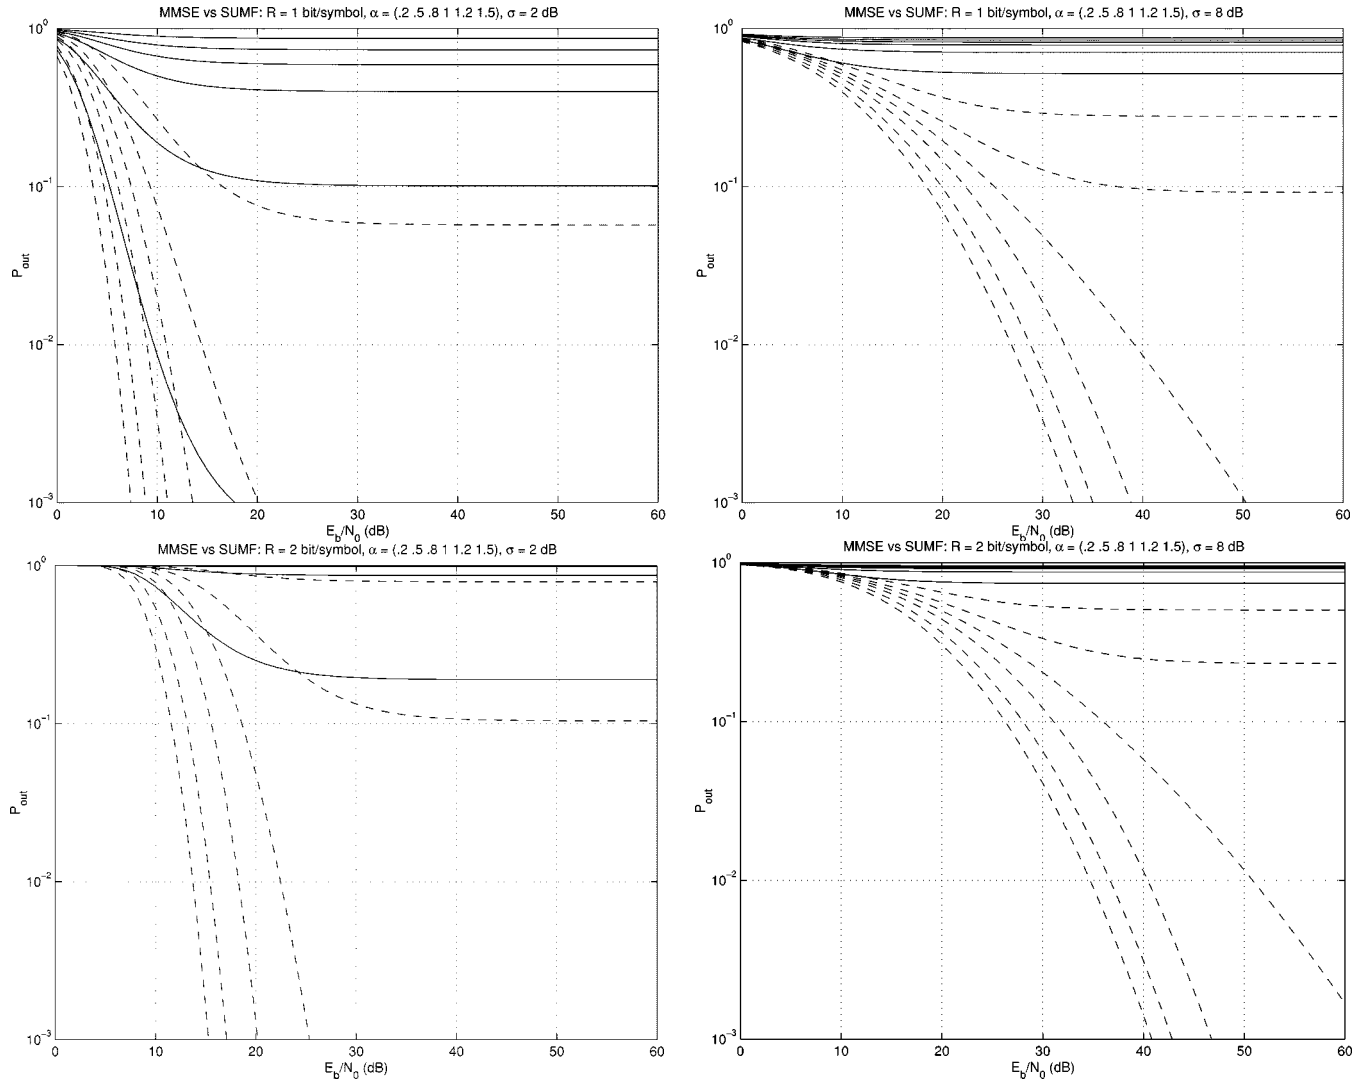 MMSE vs SUMF: R = 1 bit/symbol, α = (.2 .5 .8 1 1.2 1.5), σ = 2 dB
10^0
10^-1
10^-2
10^-3
P_out
0 10 20 30 40 50 60
E_b/N_0 (dB)
MMSE vs SUMF: R = 1 bit/symbol, α = (.2 .5 .8 1 1.2 1.5), σ = 8 dB
10^0
10^-1
10^-2
10^-3
P_out
0 10 20 30 40 50 60
E_b/N_0 (dB)
MMSE vs SUMF: R = 2 bit/symbol, α = (.2 .5 .8 1 1.2 1.5), σ = 2 dB
10^0
10^-1
10^-2
10^-3
P_out
0 10 20 30 40 50 60
E_b/N_0 (dB)
MMSE vs SUMF: R = 2 bit/symbol, α = (.2 .5 .8 1 1.2 1.5), σ = 8 dB
10^0
10^-1
10^-2
10^-3
P_out
0 10 20 30 40 50 60
E_b/N_0 (dB)